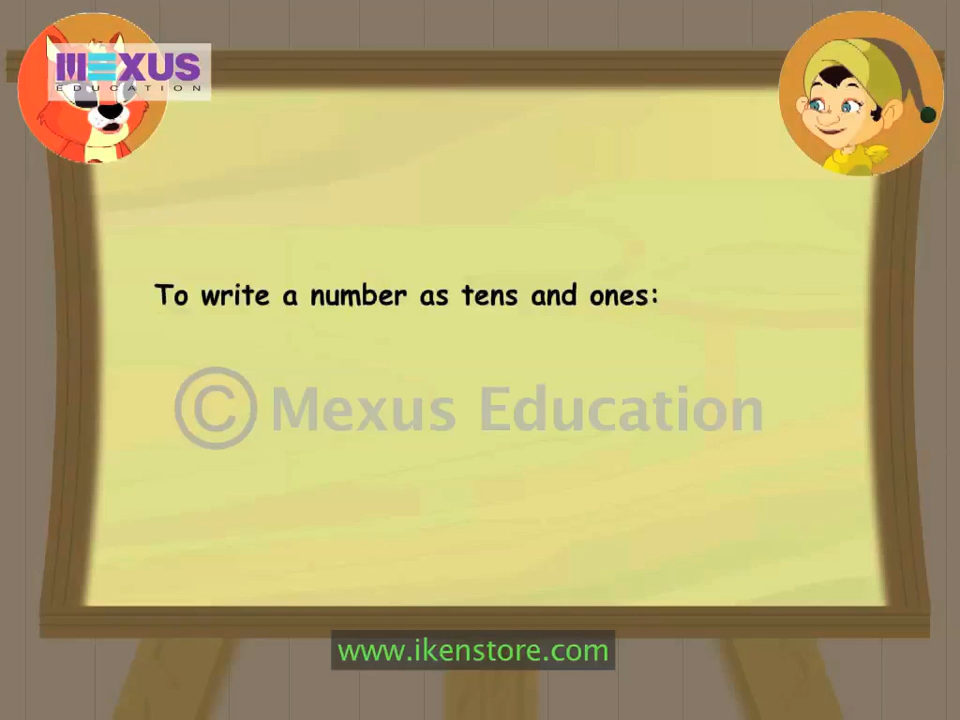 MEXUS
EDUCATION
To write a number as tens and ones:
© Mexus Education
www.ikenstore.com